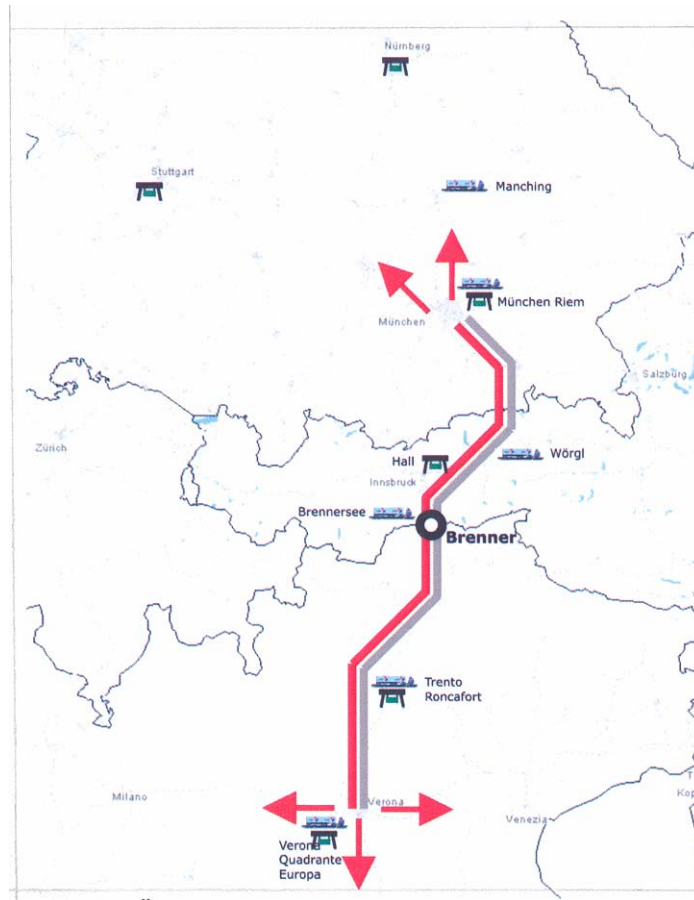 Nürnberg
Stuttgart
Manching
München Riem
München
Salzburg
Zürich
Hall
Wörgl
Innsbruck
Brennersee
Brenner
Trento
Roncafort
Milano
Verona
Venezia
Verona
Quadrante
Europa